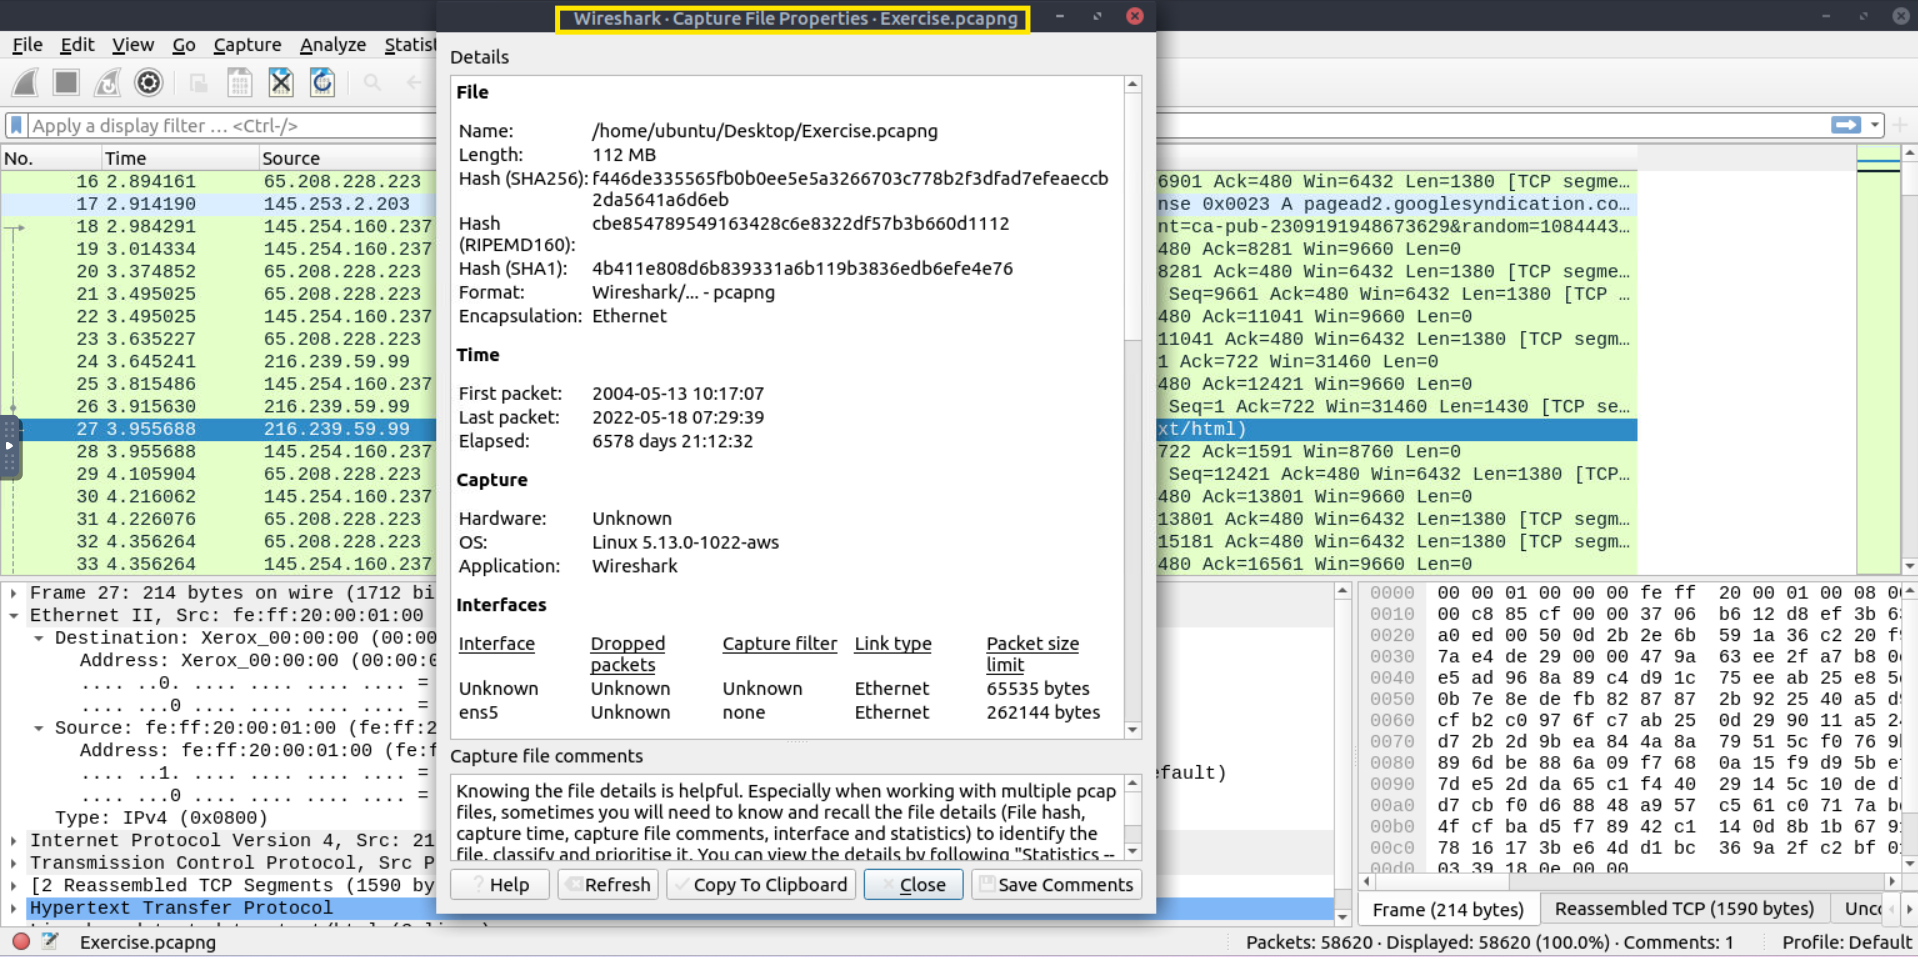 Wireshark · Capture File Properties · Exercise.pcapng
File Edit View Go Capture Analyze Statist
Details
File
Name: /home/ubuntu/Desktop/Exercise.pcapng
Length: 112 MB
Hash (SHA256): f446de335565fb0b0ee5e5a3266703c778b2f3dfad7efeaeccb
2da5641a6d6eb
Hash cbe854789549163428c6e8322df57b3b660d1112
(RIPEMD160):
Hash (SHA1): 4b411e808d6b839331a6b119b3836edb6efe4e76
Format: Wireshark/... - pcapng
Encapsulation: Ethernet
Time
First packet: 2004-05-13 10:17:07
Last packet: 2022-05-18 07:29:39
Elapsed: 6578 days 21:12:32
Capture
Hardware: Unknown
OS: Linux 5.13.0-1022-aws
Application: Wireshark
Interfaces
Interface Dropped packets Capture filter Link type Packet size limit
Unknown Unknown Unknown Ethernet 65535 bytes
ens5 Unknown none Ethernet 262144 bytes
Capture file comments
Knowing the file details is helpful. Especially when working with multiple pcap
files, sometimes you will need to know and recall the file details (File hash,
capture time, capture file comments, interface and statistics) to identify the
file, classify and prioritise it. You can view the details by following "Statistics --
Help Refresh Copy To Clipboard Close Save Comments
Apply a display filter … <Ctrl-/>
No. Time Source
16 2.894161 65.208.228.223 6901 Ack=480 Win=6432 Len=1380 [TCP segme…
17 2.914190 145.253.2.203 nse 0x0023 A pagead2.googlesyndication.co…
18 2.984291 145.254.160.237 nt=ca-pub-2309191948673629&random=1084443…
19 3.014334 145.254.160.237 480 Ack=8281 Win=9660 Len=0
20 3.374852 65.208.228.223 8281 Ack=480 Win=6432 Len=1380 [TCP segme…
21 3.495025 65.208.228.223 Seq=9661 Ack=480 Win=6432 Len=1380 [TCP …
22 3.495025 145.254.160.237 480 Ack=11041 Win=9660 Len=0
23 3.635227 65.208.228.223 11041 Ack=480 Win=6432 Len=1380 [TCP segm…
24 3.645241 216.239.59.99 1 Ack=722 Win=31460 Len=0
25 3.815486 145.254.160.237 480 Ack=12421 Win=9660 Len=0
26 3.915630 216.239.59.99 Seq=1 Ack=722 Win=31460 Len=1430 [TCP se…
27 3.955688 216.239.59.99 xt/html)
28 3.955688 145.254.160.237 722 Ack=1591 Win=8760 Len=0
29 4.105904 65.208.228.223 Seq=12421 Ack=480 Win=6432 Len=1380 [TCP…
30 4.216062 145.254.160.237 480 Ack=13801 Win=9660 Len=0
31 4.226076 65.208.228.223 13801 Ack=480 Win=6432 Len=1380 [TCP segm…
32 4.356264 65.208.228.223 15181 Ack=480 Win=6432 Len=1380 [TCP segm…
33 4.356264 145.254.160.237 480 Ack=16561 Win=9660 Len=0
Frame 27: 214 bytes on wire (1712 bi
Ethernet II, Src: fe:ff:20:00:01:00
Destination: Xerox_00:00:00 (00:00
Address: Xerox_00:00:00 (00:00:0
.... ..0. .... .... .... .... =
.... ...0 .... .... .... .... =
Source: fe:ff:20:00:01:00 (fe:ff:2
Address: fe:ff:20:00:01:00 (fe:f
.... ..1. .... .... .... .... = efault)
.... ...0 .... .... .... .... =
Type: IPv4 (0x0800)
Internet Protocol Version 4, Src: 21
Transmission Control Protocol, Src P
[2 Reassembled TCP Segments (1590 by
Hypertext Transfer Protocol
0000 00 00 01 00 00 00 fe ff 20 00 01 00 08 0
0010 00 c8 85 cf 00 00 37 06 b6 12 d8 ef 3b 6
0020 a0 ed 00 50 0d 2b 2e 6b 59 1a 36 c2 20 f
0030 7a e4 de 29 00 00 47 9a 63 ee 2f a7 b8 0
0040 e5 ad 96 8a 89 c4 d9 1c 75 ee ab 25 e8 5
0050 0b 7e 8e de fb 82 87 87 2b 92 25 40 a5 d
0060 cf b2 c0 97 6f c7 ab 25 0d 29 90 11 a5 2
0070 d7 2b 2d 9b ea 84 4a 8a 79 51 5c f0 76 9
0080 89 6d be 88 6a 09 f7 68 0a 15 f9 d9 5b e
0090 7d e5 2d da 65 c1 f4 40 29 14 5c 10 de d
00a0 d7 cb f0 d6 88 48 a9 57 c5 61 c0 71 7a b
00b0 4f cf ba d5 f7 89 42 c1 14 0d 8b 1b 67 9
00c0 78 16 17 3b e6 4d d1 bc 36 9a 2f c2 bf 0
00d0 03 39 18 0e 00 00
Frame (214 bytes) Reassembled TCP (1590 bytes) Unc
Exercise.pcapng Packets: 58620 · Displayed: 58620 (100.0%) · Comments: 1 Profile: Default